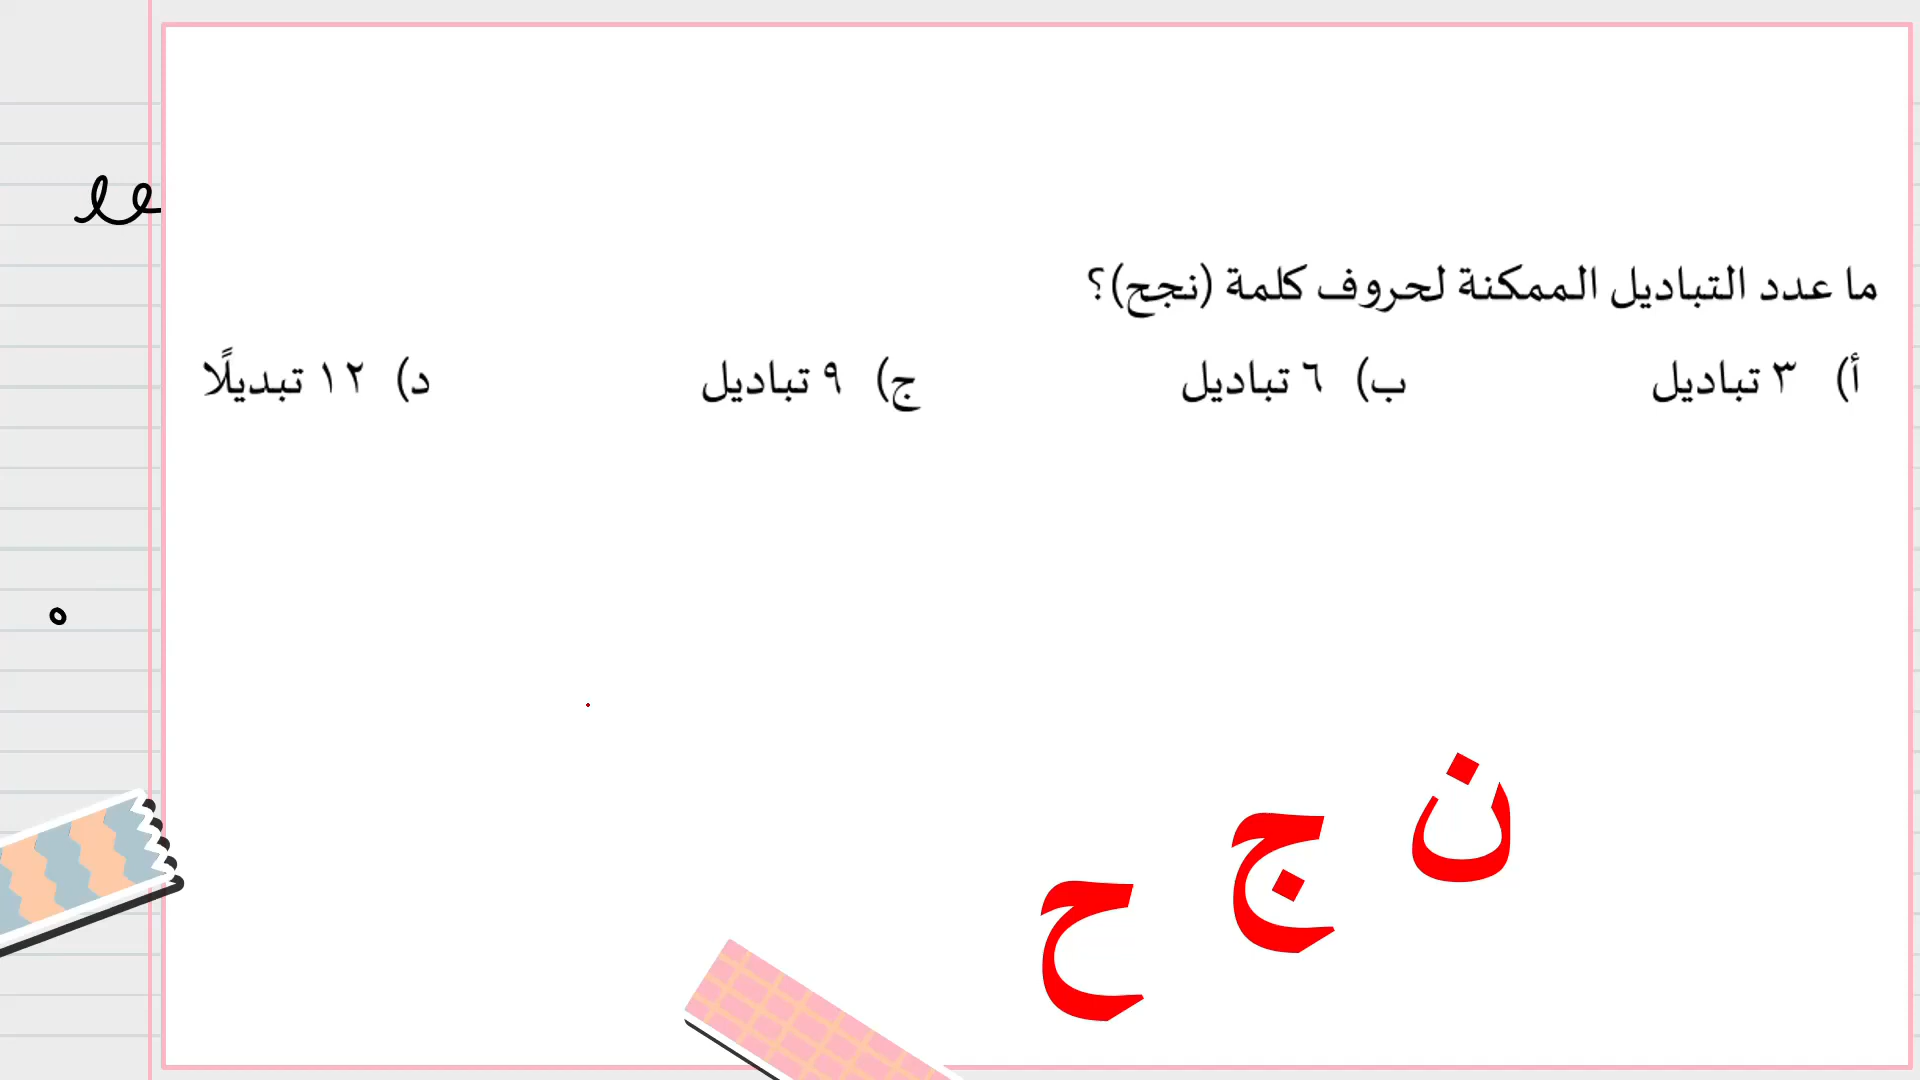 ما عدد التباديل الممكنة لحروف كلمة (نجح)؟
أ) ٣ تباديل ب) ٦ تباديل ج) ٩ تباديل د) ١٢ تبديلًا
ن ج ح